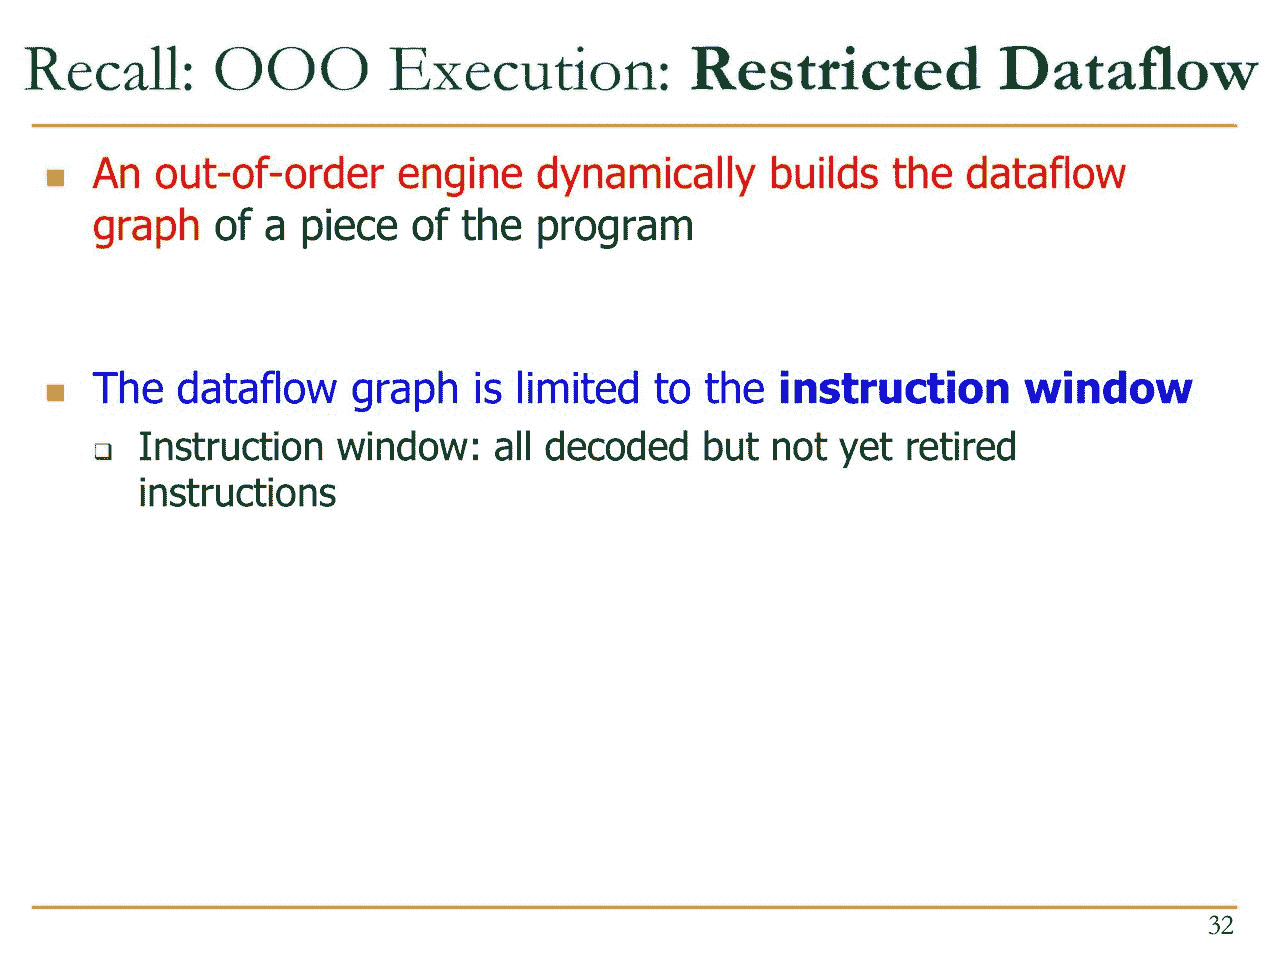 Recall: OOO Execution: Restricted Dataflow
An out-of-order engine dynamically builds the dataflow
graph of a piece of the program
The dataflow graph is limited to the instruction window
Instruction window: all decoded but not yet retired
instructions
32